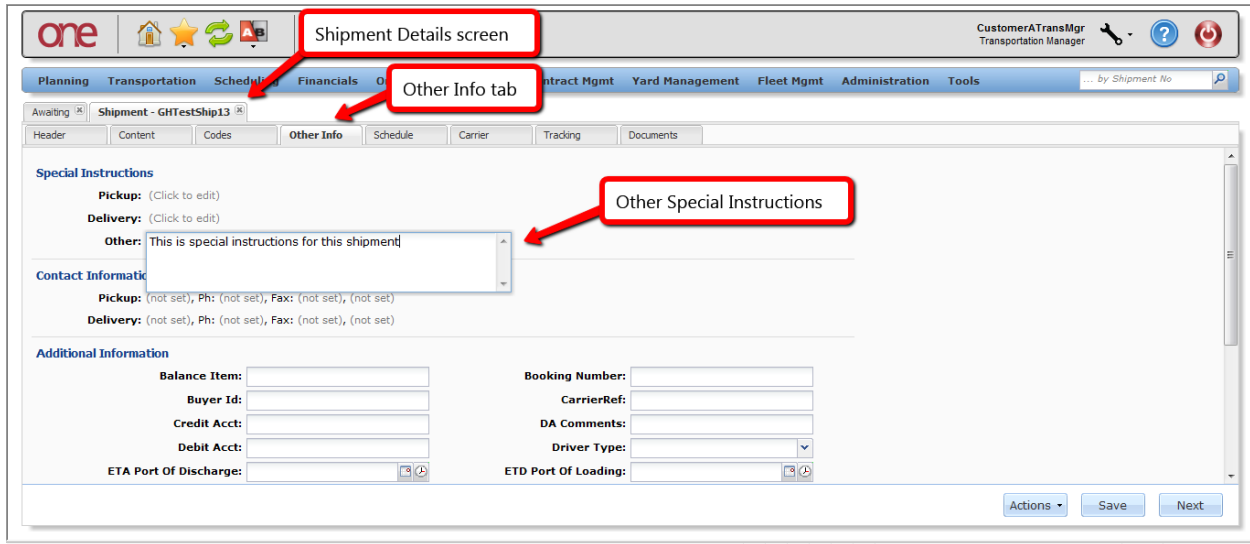 one
AB
Shipment Details screen
CustomerATransMgr
Transportation Manager
?
Planning Transportation Scheduling Financials O ntract Mgmt Yard Management Fleet Mgmt Administration Tools ... by Shipment No
Other Info tab
Awaiting Shipment - GHTestShip13
Header Content Codes Other Info Schedule Carrier Tracking Documents
Special Instructions
Pickup: (Click to edit)
Other Special Instructions
Delivery: (Click to edit)
Other: This is special instructions for this shipment
Contact Informatio
Pickup: (not set), Ph: (not set), Fax: (not set), (not set)
Delivery: (not set), Ph: (not set), Fax: (not set), (not set)
Additional Information
Balance Item: Booking Number:
Buyer Id: CarrierRef:
Credit Acct: DA Comments:
Debit Acct: Driver Type:
ETA Port Of Discharge: ETD Port Of Loading:
Actions Save Next